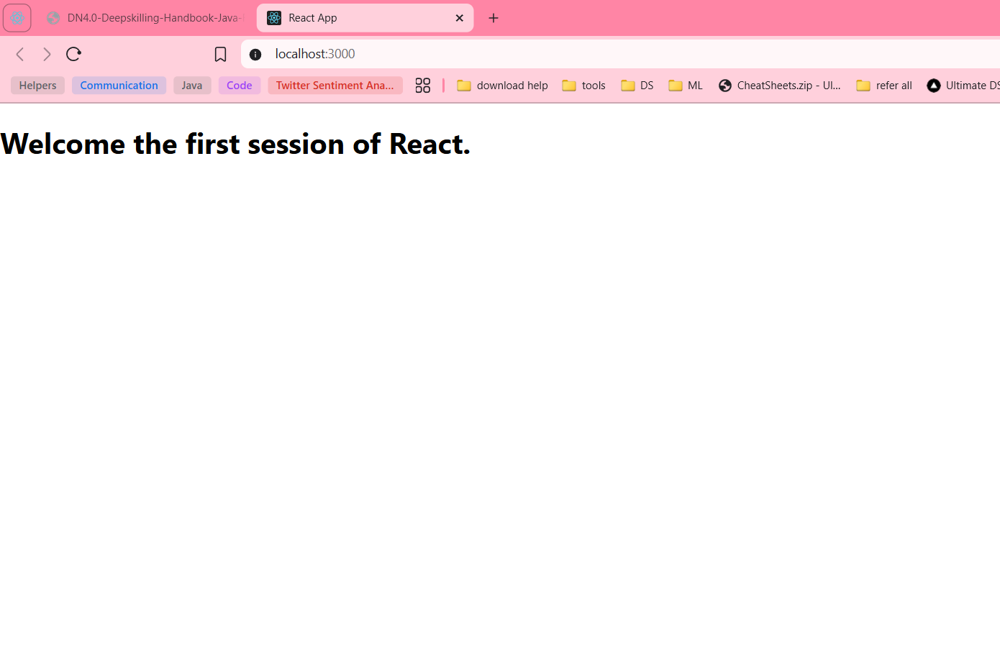 DN4.0-Deepskilling-Handbook-Java- React App
localhost:3000
Helpers Communication Java Code Twitter Sentiment Ana... download help tools DS ML CheatSheets.zip - Ul... refer all Ultimate DS
Welcome the first session of React.